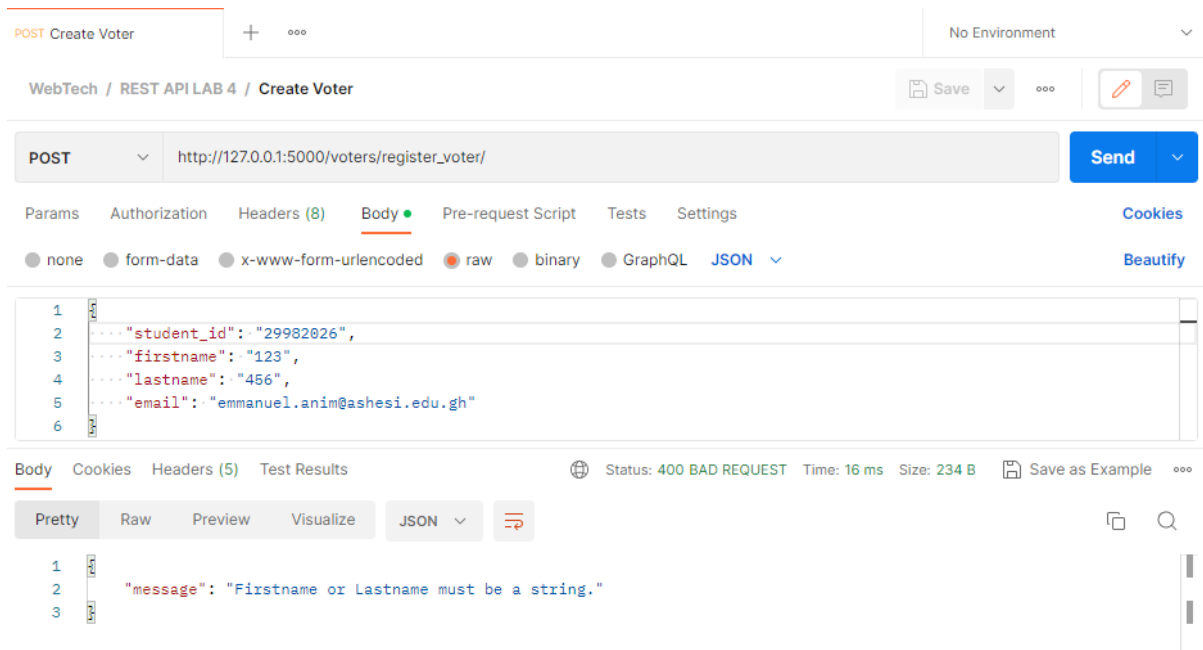 POST Create Voter + ooo No Environment
WebTech / REST API LAB 4 / Create Voter Save ooo
POST http://127.0.0.1:5000/voters/register_voter/ Send
Params Authorization Headers (8) Body Pre-request Script Tests Settings Cookies
none form-data x-www-form-urlencoded raw binary GraphQL JSON Beautify
1 {
2 ····"student_id":·"29982026",
3 ····"firstname":·"123",
4 ····"lastname":·"456",
5 ····"email":·"emmanuel.anim@ashesi.edu.gh"
6 }
Body Cookies Headers (5) Test Results Status: 400 BAD REQUEST Time: 16 ms Size: 234 B Save as Example ooo
Pretty Raw Preview Visualize JSON
1 {
2 "message": "Firstname or Lastname must be a string."
3 }